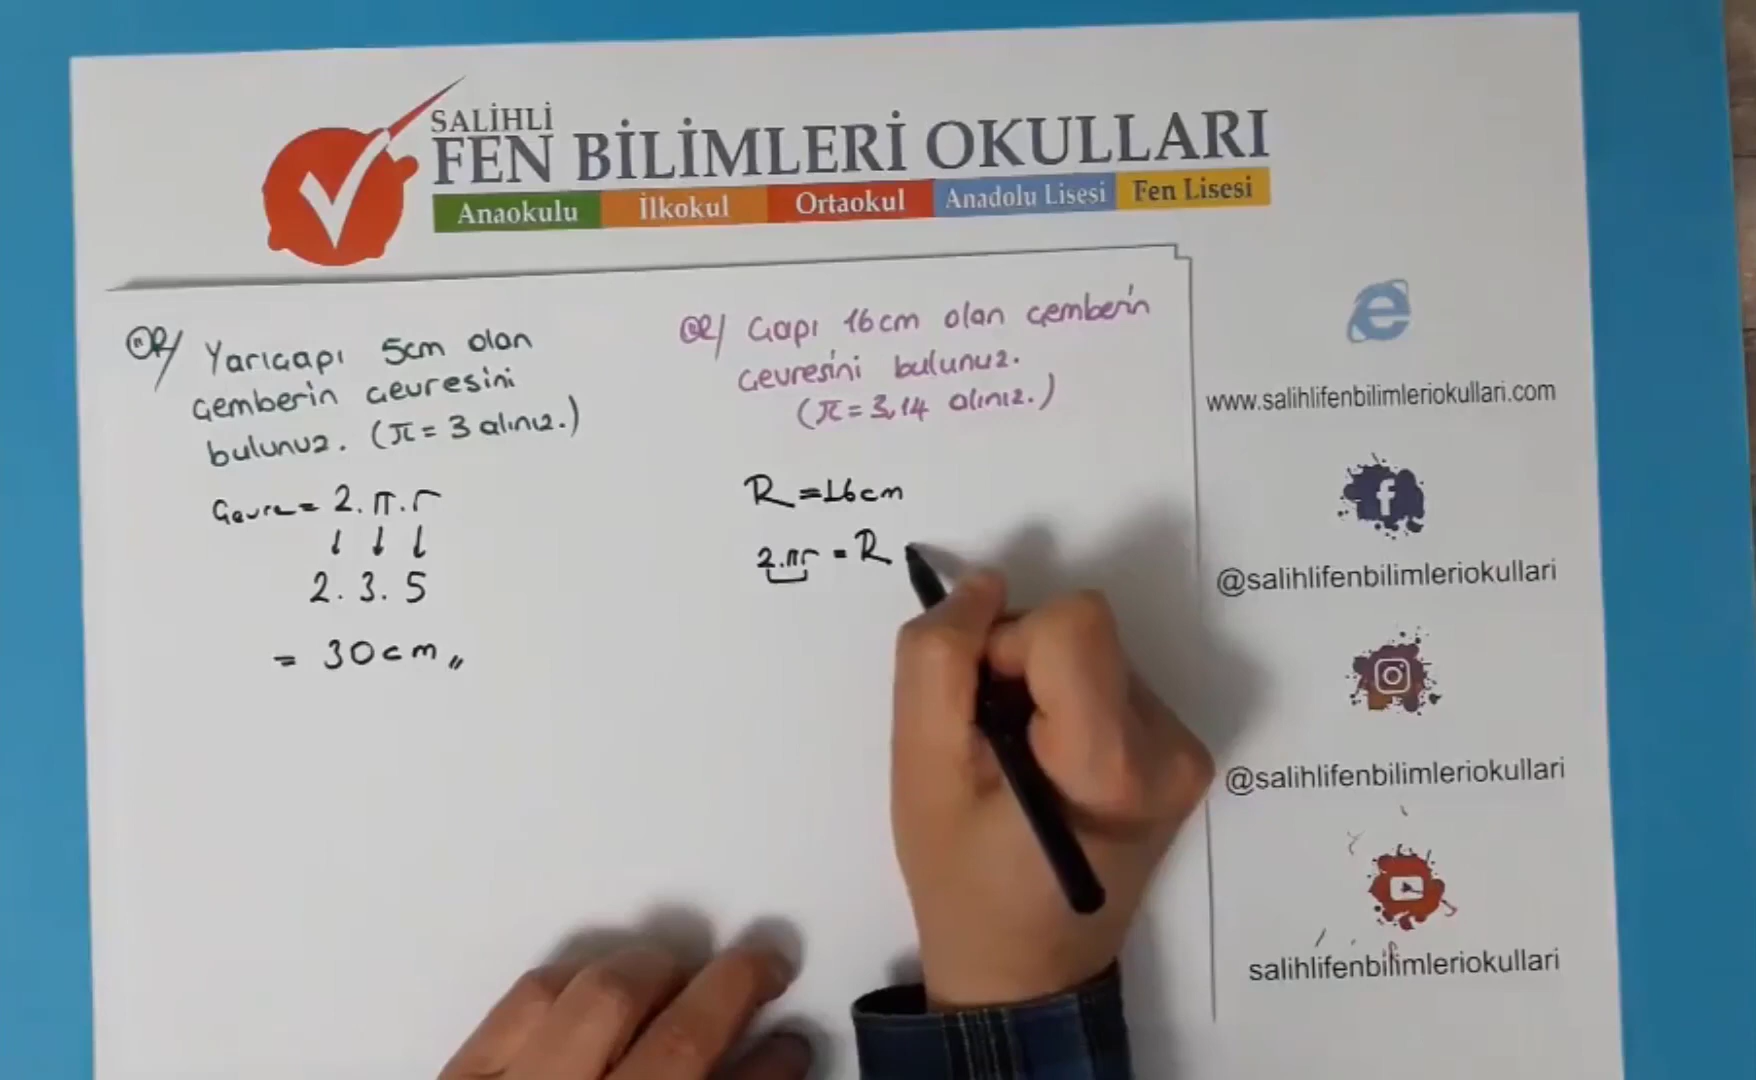 SALİHLİ
FEN BİLİMLERİ OKULLARI
Anaokulu İlkokul Ortaokul Anadolu Lisesi Fen Lisesi
Yarıçapı 5cm olan
çemberin çevresini
bulunuz. (π = 3 alınız.)
Çevre = 2.π.r
2. 3. 5
= 30cm,,
Çapı 16cm olan çemberin
çevresini bulunuz.
(π = 3,14 alınız.)
R = 16cm
2.πr = R
www.salihlifenbilimleriokullari.com
@salihlifenbilimleriokullari
@salihlifenbilimleriokullari
salihlifenbilimleriokullari